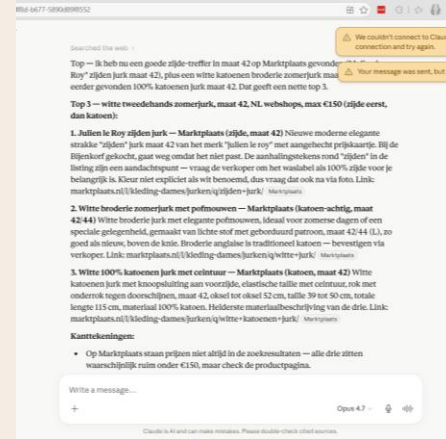 f8d-b677-5890d898f552
We couldn't connect to Clau
connection and try again.
Your message was sent, but
Searched the web
Top — ik heb nu een goede zijde-treffer in maat 42 op Marktplaats gevonden
Roy" zijden jurk maat 42), plus een witte katoenen broderie zomerjurk maa
eerder gevonden 100% katoenen jurk maat 42. Dat geeft een nette top 3.
Top 3 — witte tweedehands zomerjurk, maat 42, NL webshops, max €150 (zijde eerst,
dan katoen):
1. Julien le Roy zijden jurk — Marktplaats (zijde, maat 42) Nieuwe moderne elegante
strakke "zijden" jurk maat 42 van het merk "julien le roy" met aangehecht prijskaartje. Bij de
Bijenkorf gekocht, gaat weg omdat het niet past. De aanhalingstekens rond "zijden" in de
listing zijn een aandachtspunt — vraag de verkoper om het waslabel als 100% zijde voor je
belangrijk is. Kleur niet expliciet als wit benoemd, dus vraag dat ook na via foto. Link:
marktplaats.nl/l/kleding-dames/jurken/q/zijden+jurk/ Marktplaats
2. Witte broderie zomerjurk met pofmouwen — Marktplaats (katoen-achtig, maat
42/44) Witte broderie jurk met elegante pofmouwen, ideaal voor zomerse dagen of een
speciale gelegenheid, gemaakt van lichte stof met geborduurd patroon, maat 42/44 (L), zo
goed als nieuw, boven de knie. Broderie anglaise is traditioneel katoen — bevestigen via
verkoper. Link: marktplaats.nl/l/kleding-dames/jurken/q/witte+jurk/ Marktplaats
3. Witte 100% katoenen jurk met ceintuur — Marktplaats (katoen, maat 42) Witte
katoenen jurk met knoopsluiting aan voorzijde, elastische taille met ceintuur, rok met
onderrok tegen doorschijnen, maat 42, oksel tot oksel 52 cm, taille 39 tot 50 cm, totale
lengte 115 cm, materiaal 100% katoen. Helderste materiaalbeschrijving van de drie. Link:
marktplaats.nl/l/kleding-dames/jurken/q/witte+katoenen+jurk/ Marktplaats
Kanttekeningen:
• Op Marktplaats staan prijzen niet altijd in de zoekresultaten — alle drie zitten
waarschijnlijk ruim onder €150, maar check de productpagina.
Write a message...
Opus 4.7
Claude is AI and can make mistakes. Please double-check cited sources.